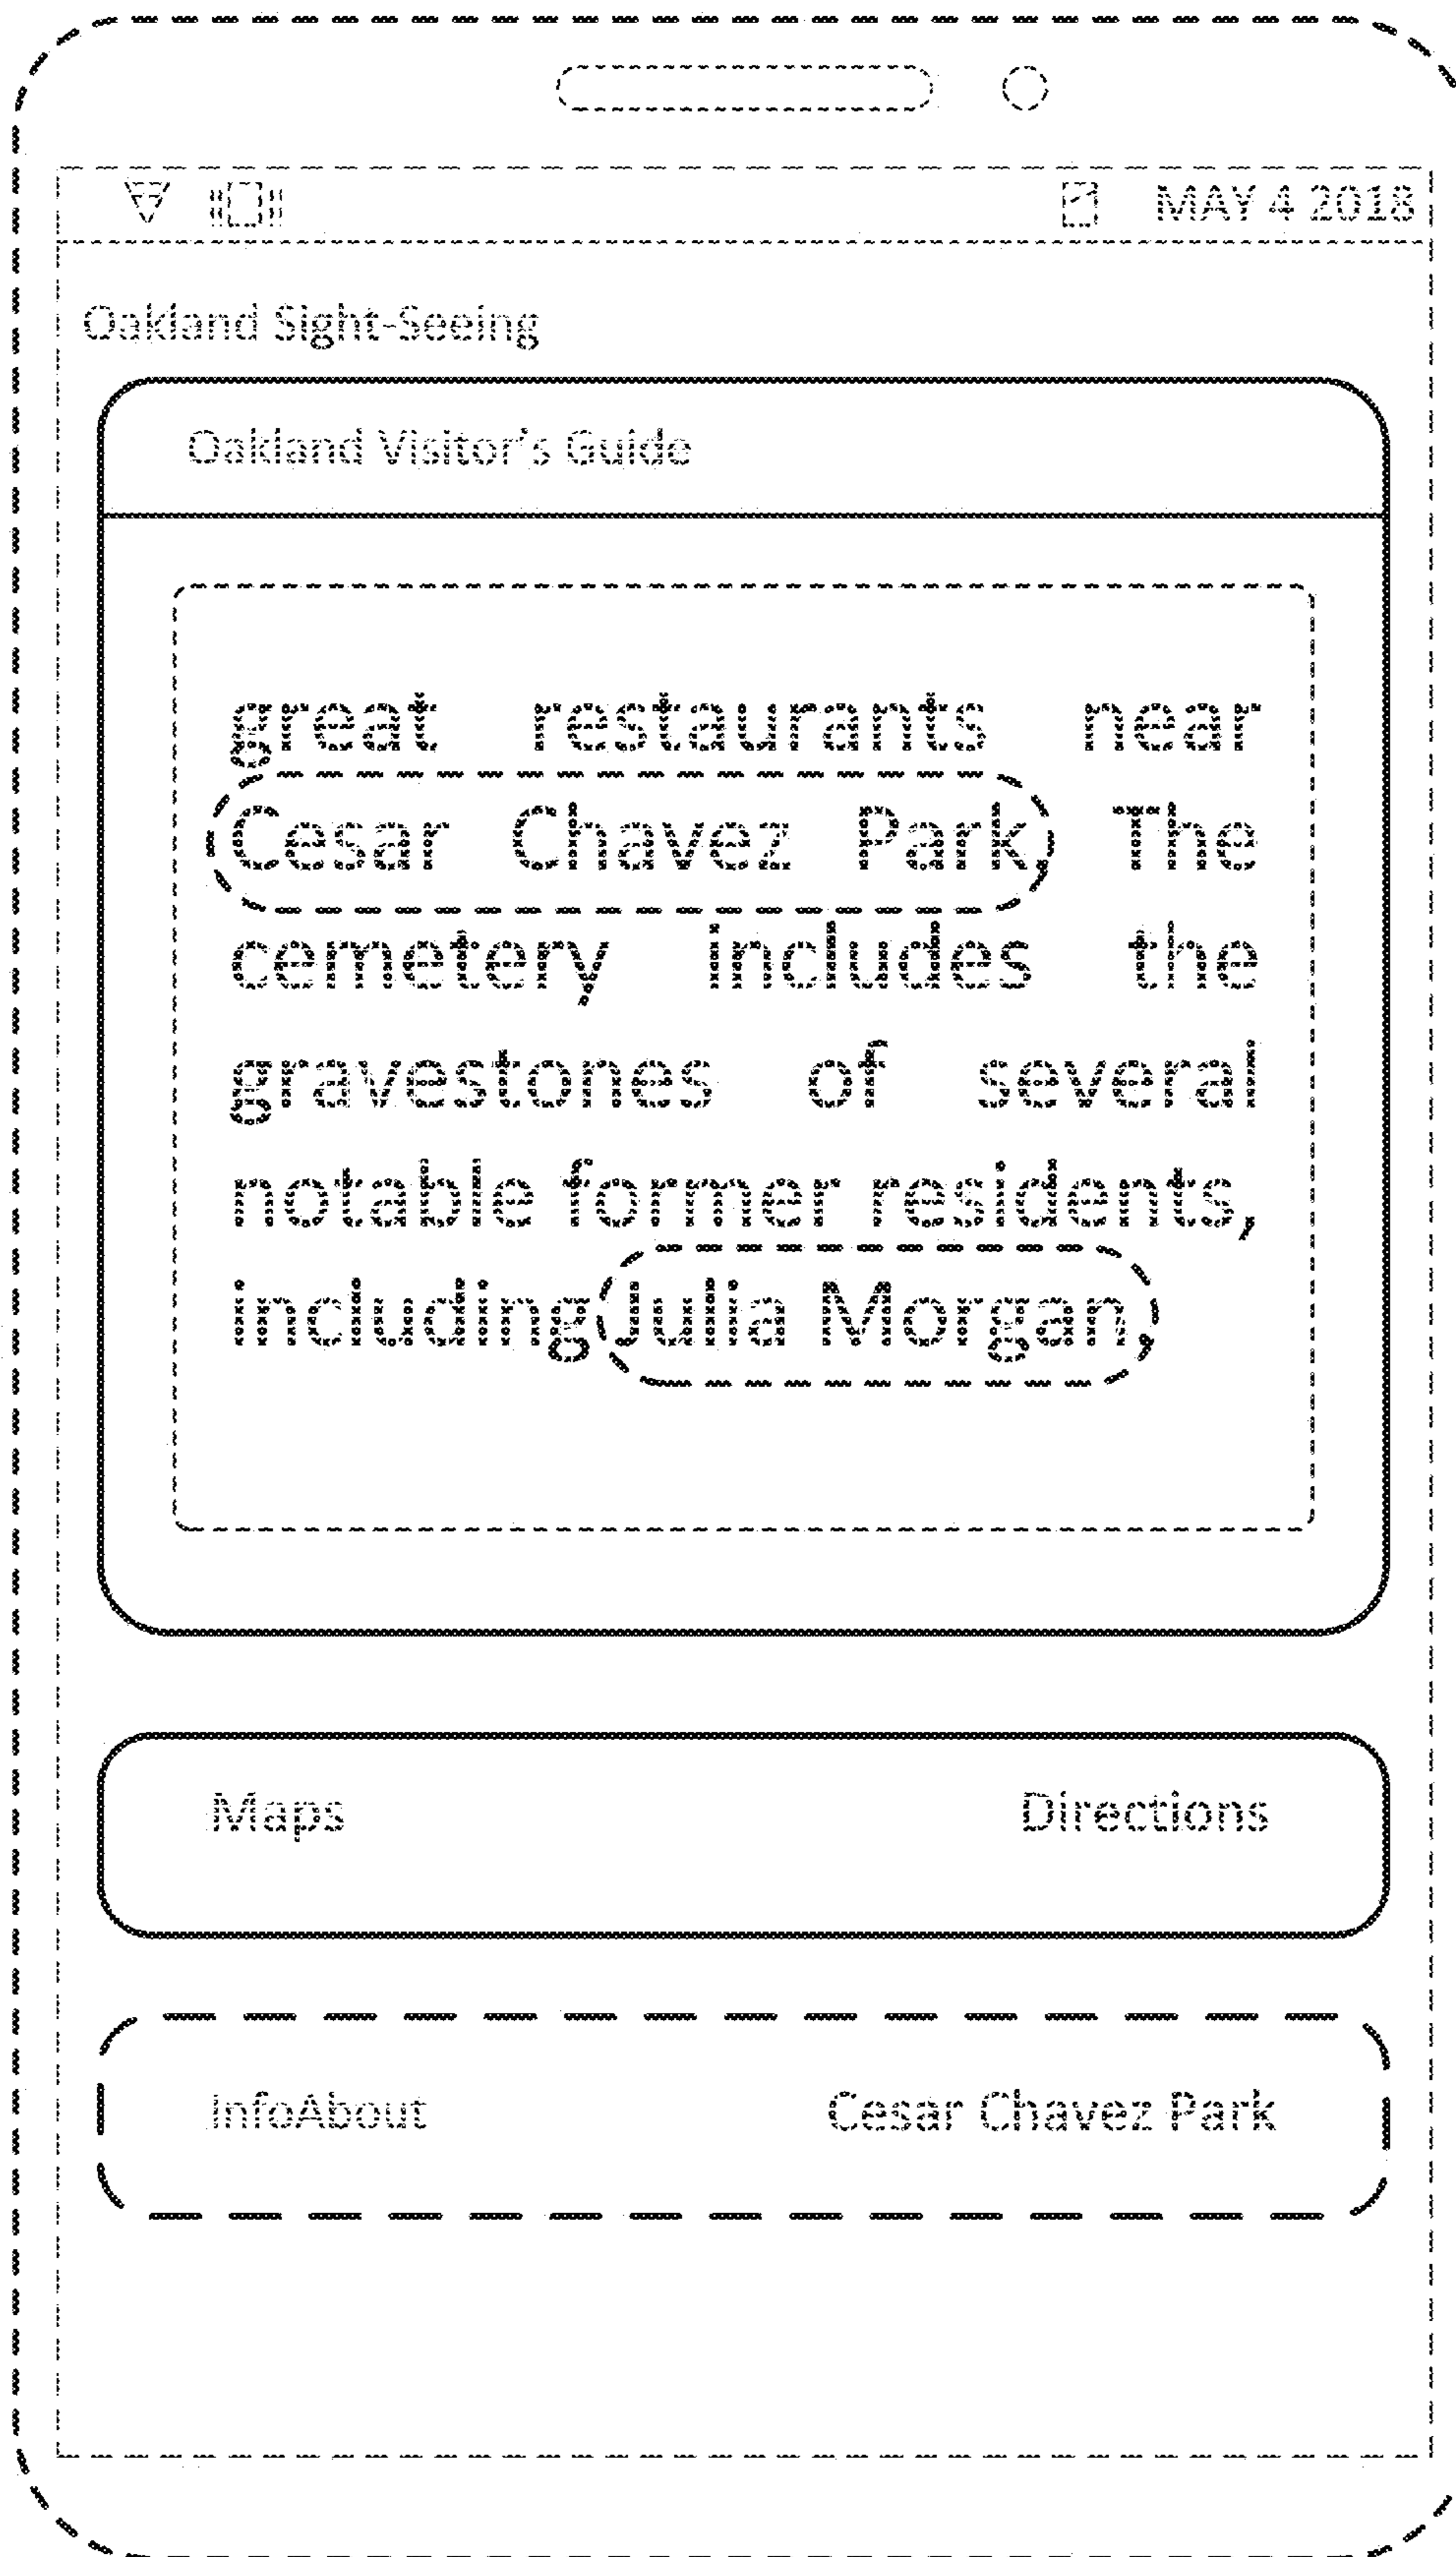 MAY 4 2018
Oakland Sight-Seeing
Oakland Visitor's Guide
great restaurants near
Cesar Chavez Park The
cemetery includes the
gravestones of several
notable former residents,
including Julia Morgan,
Maps Directions
InfoAbout Cesar Chavez Park